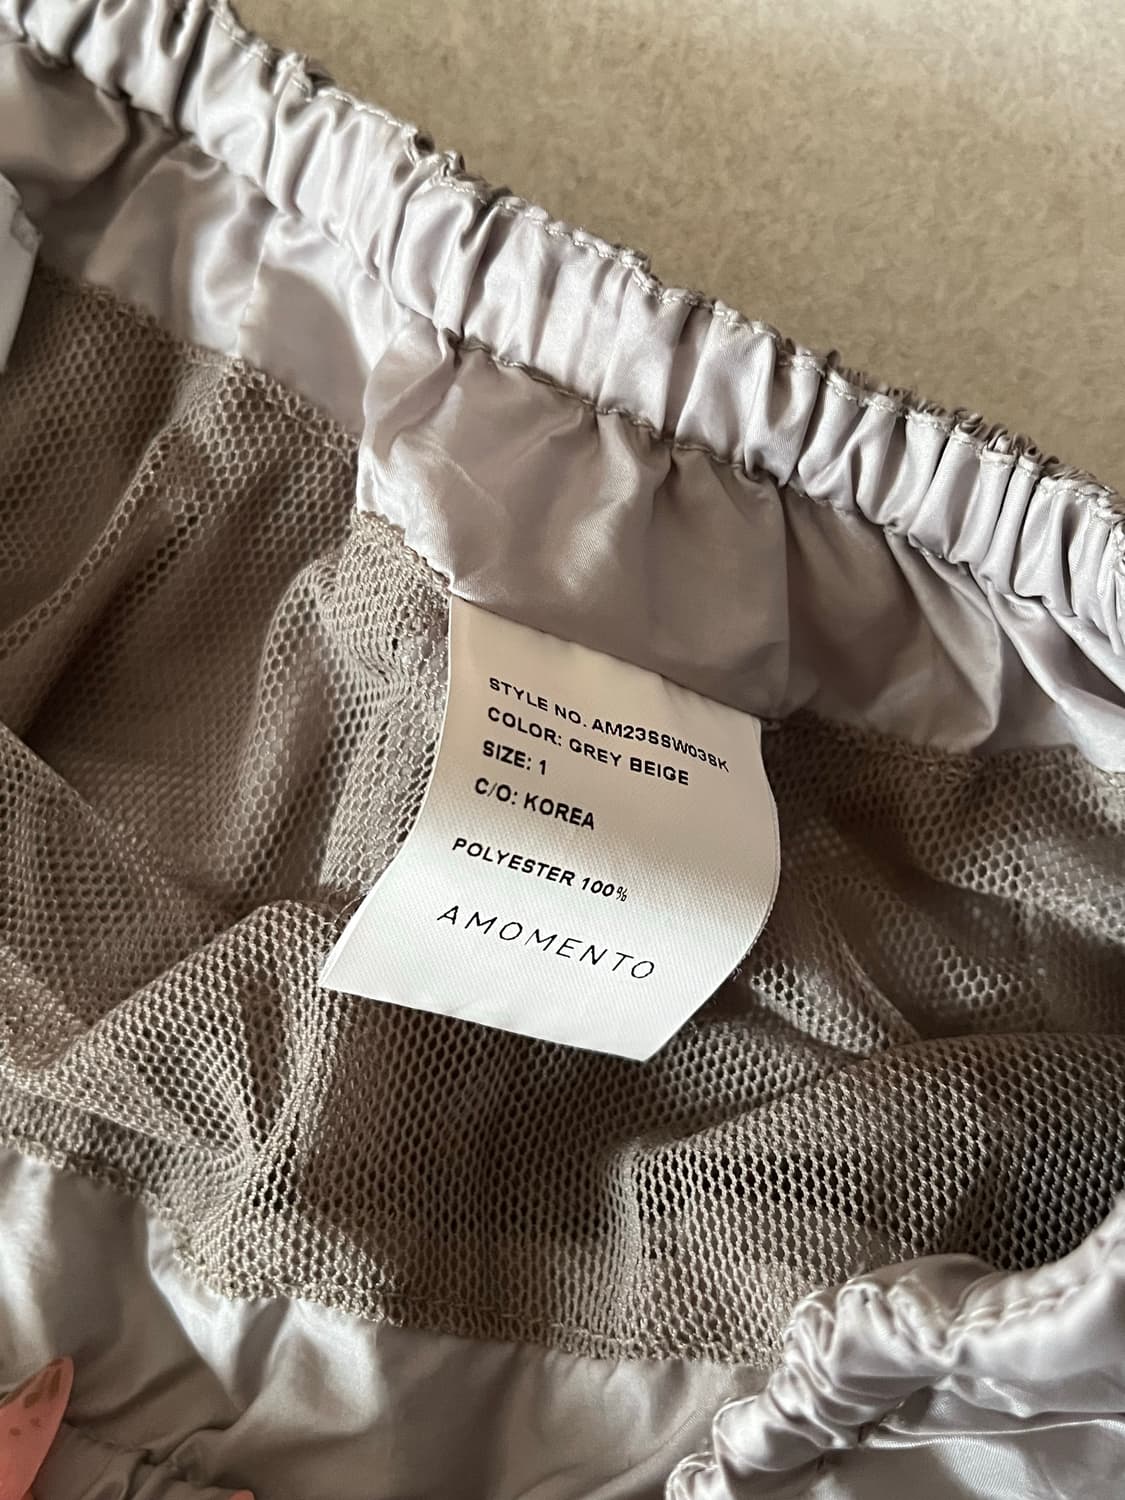 STYLE NO. AM23SSW03SK
COLOR: GREY BEIGE
SIZE: 1
C/O: KOREA
POLYESTER 100%
AMOMENTO